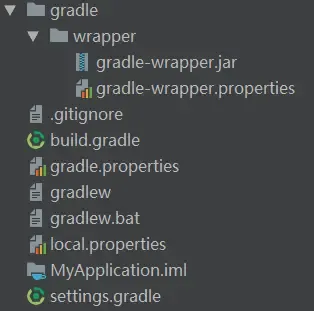 gradle
wrapper
gradle-wrapper.jar
gradle-wrapper.properties
.gitignore
build.gradle
gradle.properties
gradlew
gradlew.bat
local.properties
MyApplication.iml
settings.gradle